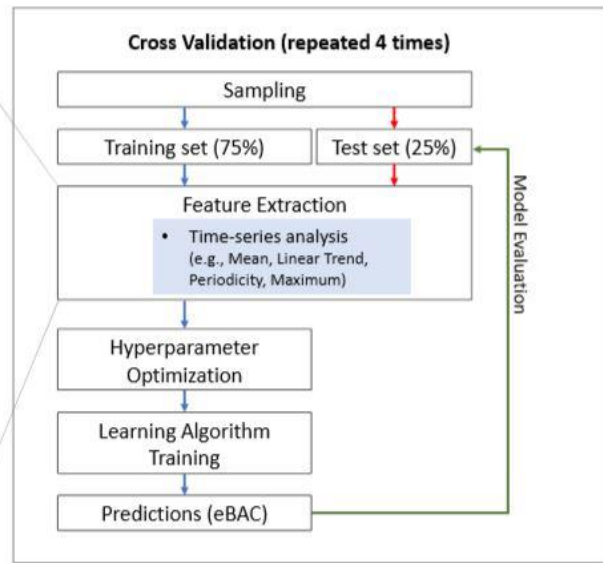 Cross Validation (repeated 4 times)
Sampling
Training set (75%)
Test set (25%)
Feature Extraction
• Time-series analysis
(e.g., Mean, Linear Trend,
Periodicity, Maximum)
Model Evaluation
Hyperparameter
Optimization
Learning Algorithm
Training
Predictions (eBAC)